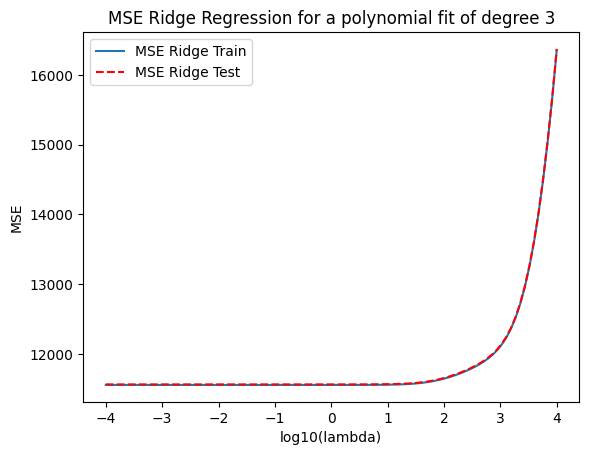 MSE Ridge Regression for a polynomial fit of degree 3
MSE Ridge Train
MSE Ridge Test
16000
15000
14000
13000
12000
MSE
−4 −3 −2 −1 0 1 2 3 4
log10(lambda)